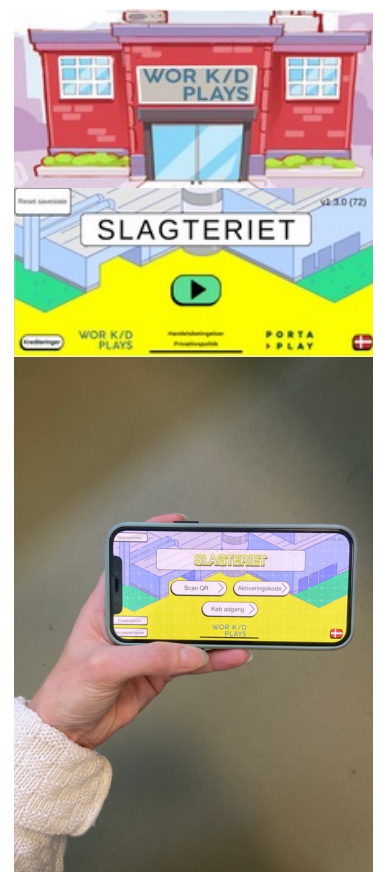 WOR K/D
PLAYS
Reset savestate
v1.3.0 (72)
SLAGTERIET
Krediteringer
WOR K/D
PLAYS
Handelsbetingelser
Privatlivspolitik
PORTA
> PLAY
SLAGTERIET
Scan QR
Aktiveringskode
Køb adgang
WOR K/D
PLAYS